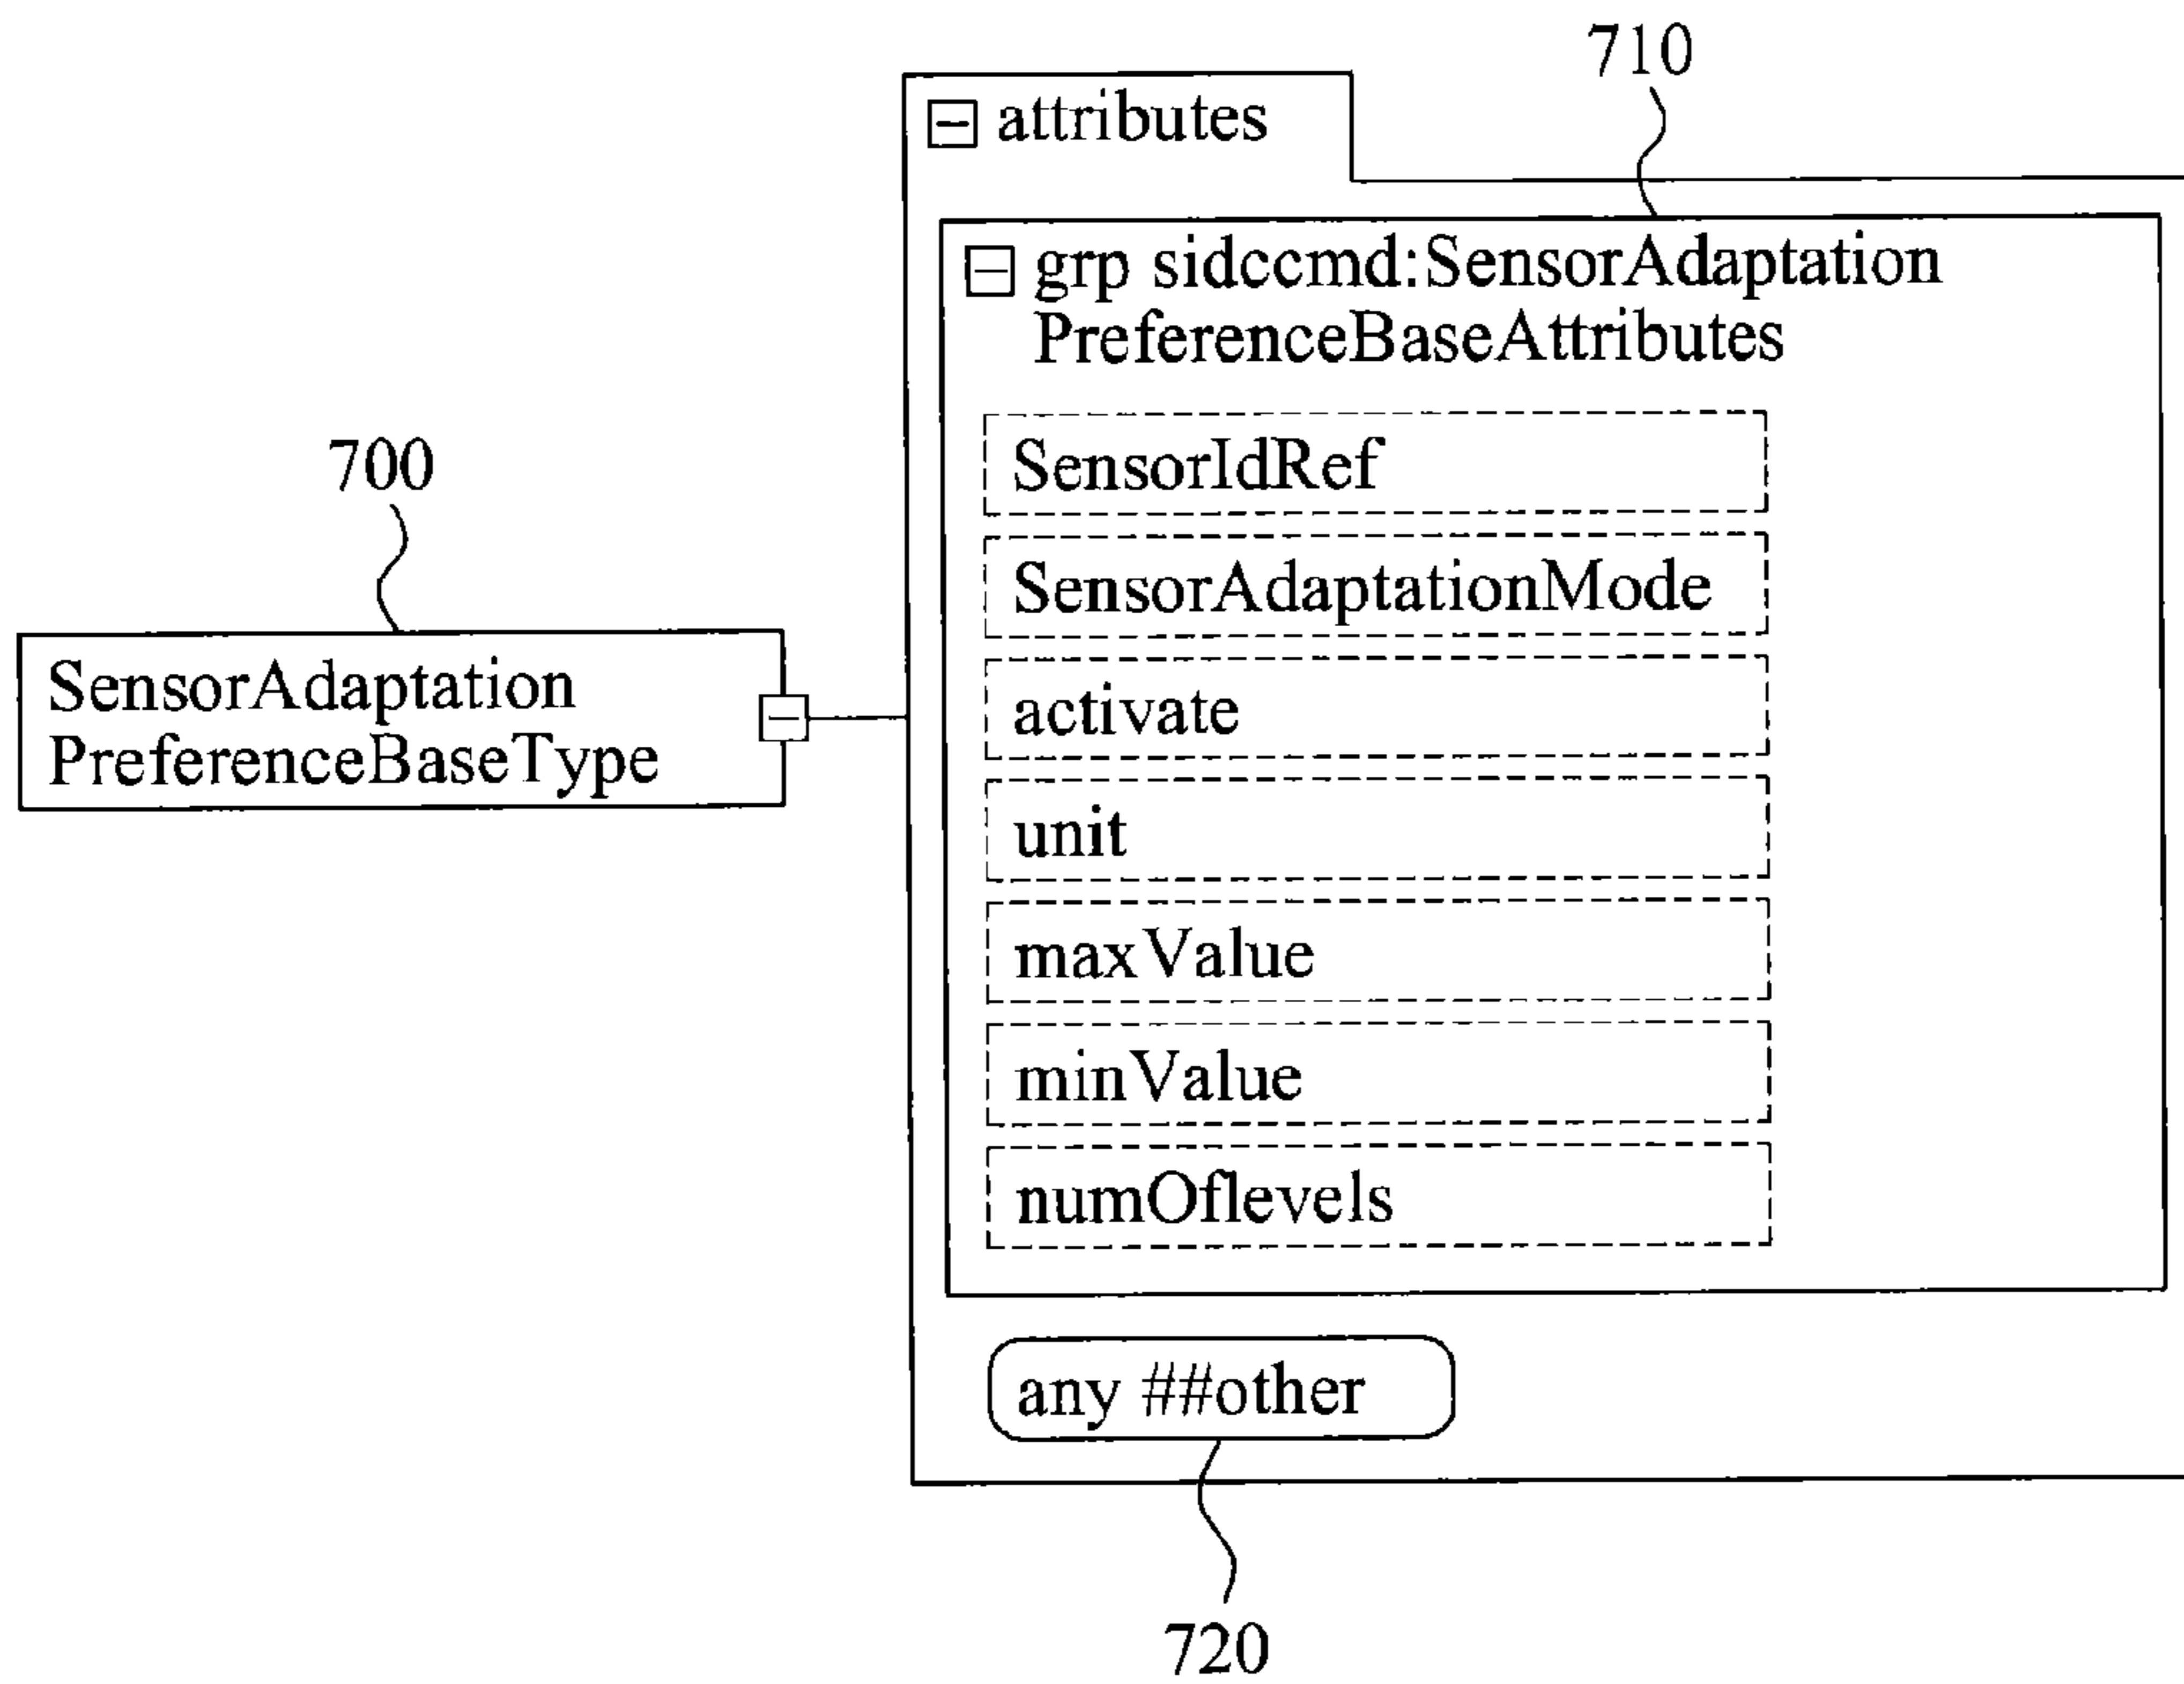 710
attributes
grp sidccmd:SensorAdaptation
PreferenceBaseAttributes
SensorIdRef
700
SensorAdaptationMode
SensorAdaptation
PreferenceBaseType
activate
unit
maxValue
minValue
numOflevels
any ##other
720